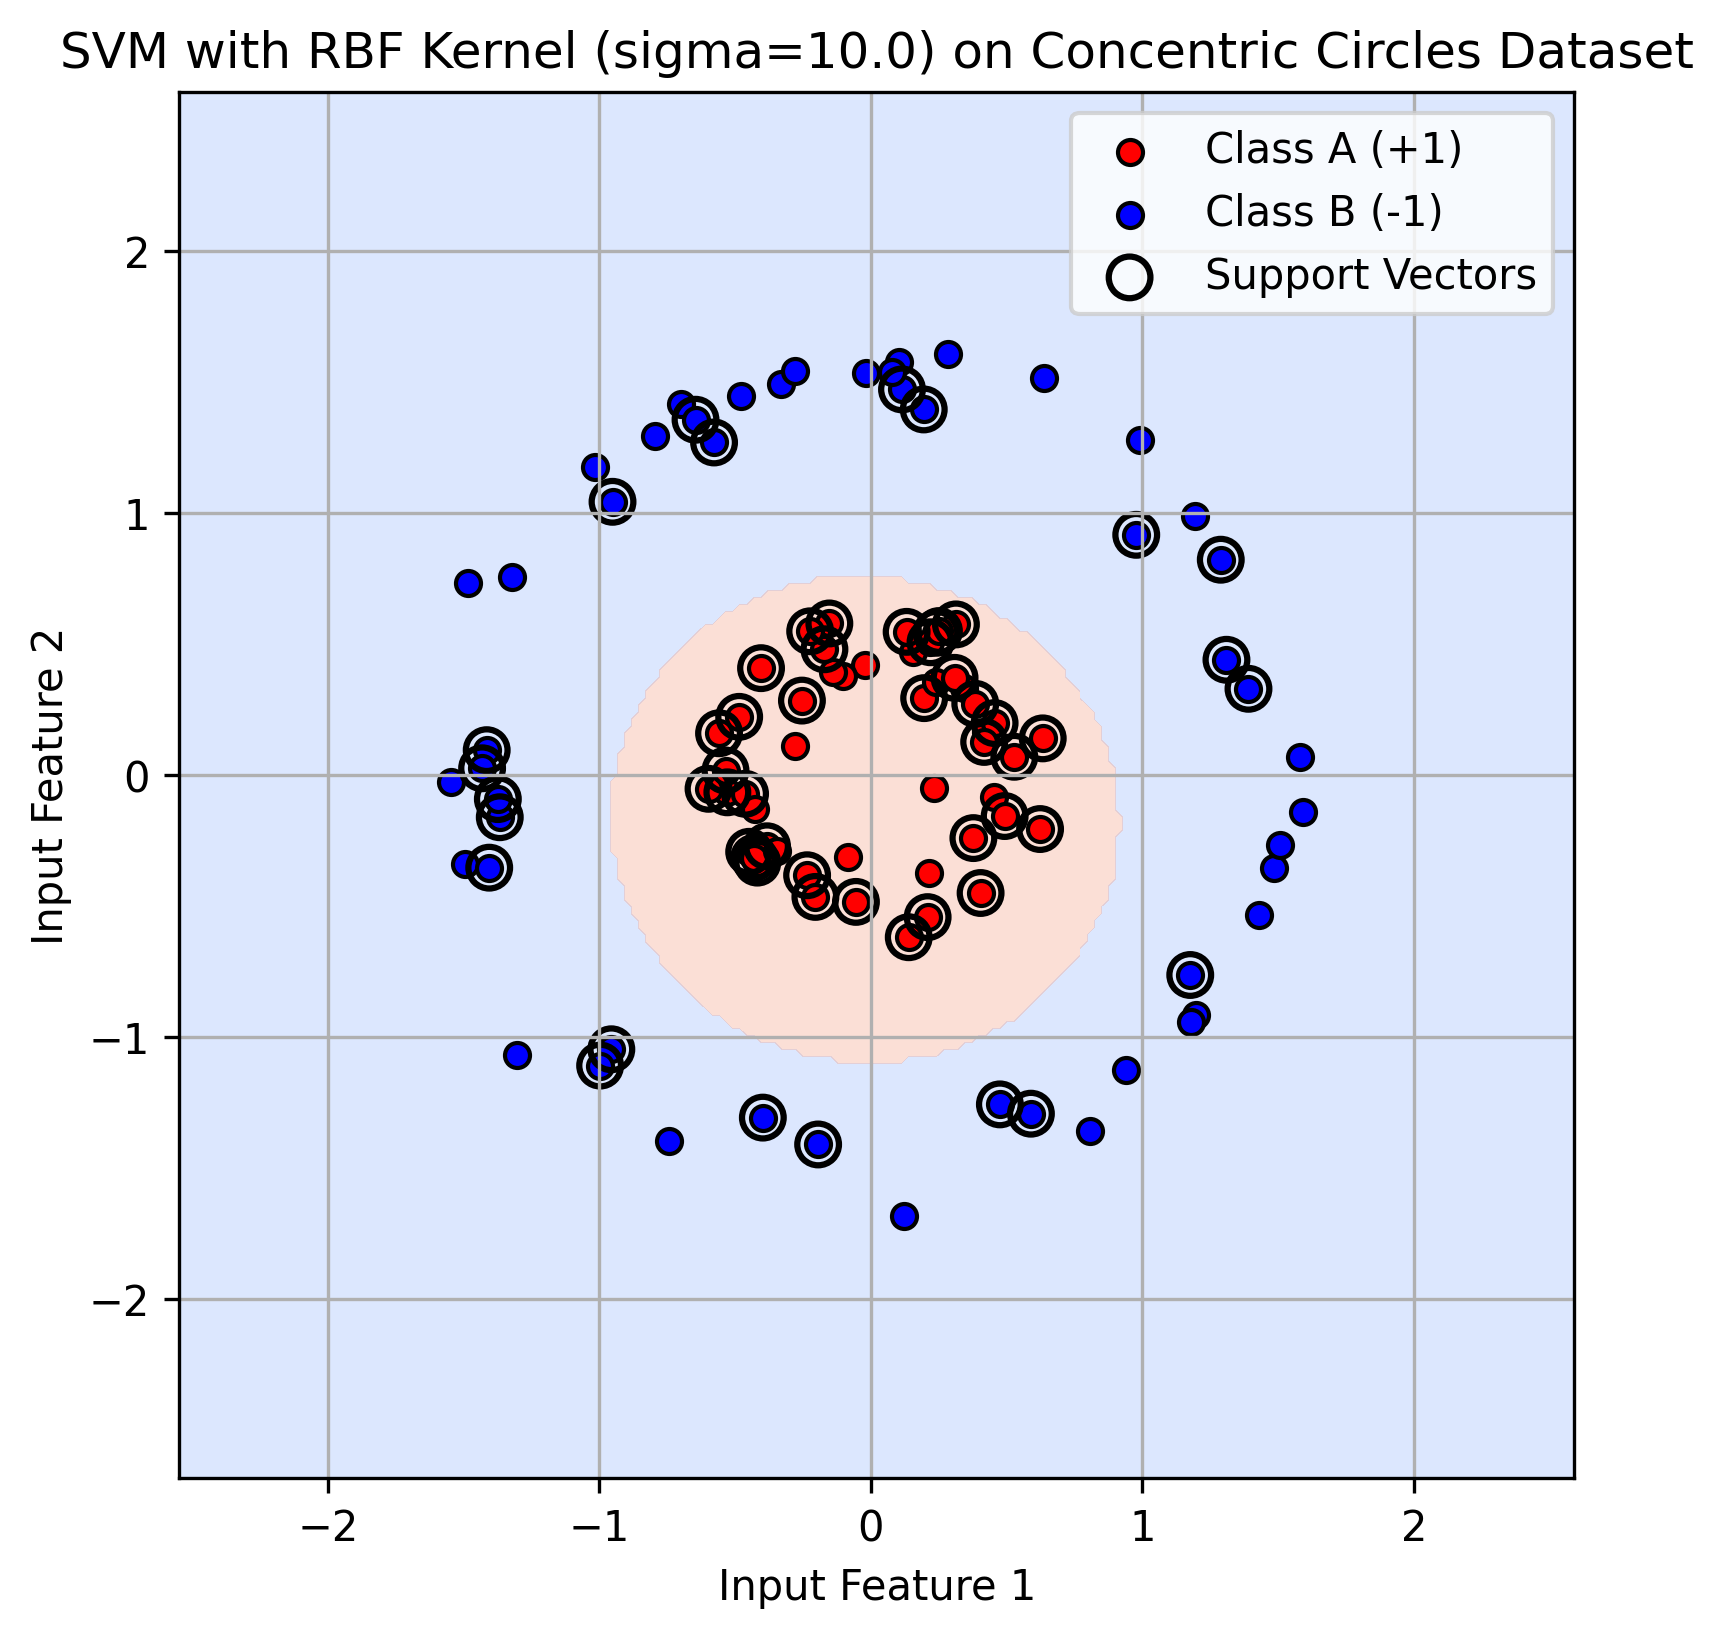 SVM with RBF Kernel (sigma=10.0) on Concentric Circles Dataset
Class A (+1)
Class B (-1)
Support Vectors
2
1
0
−1
−2
Input Feature 2
−2
−1
0
1
2
Input Feature 1